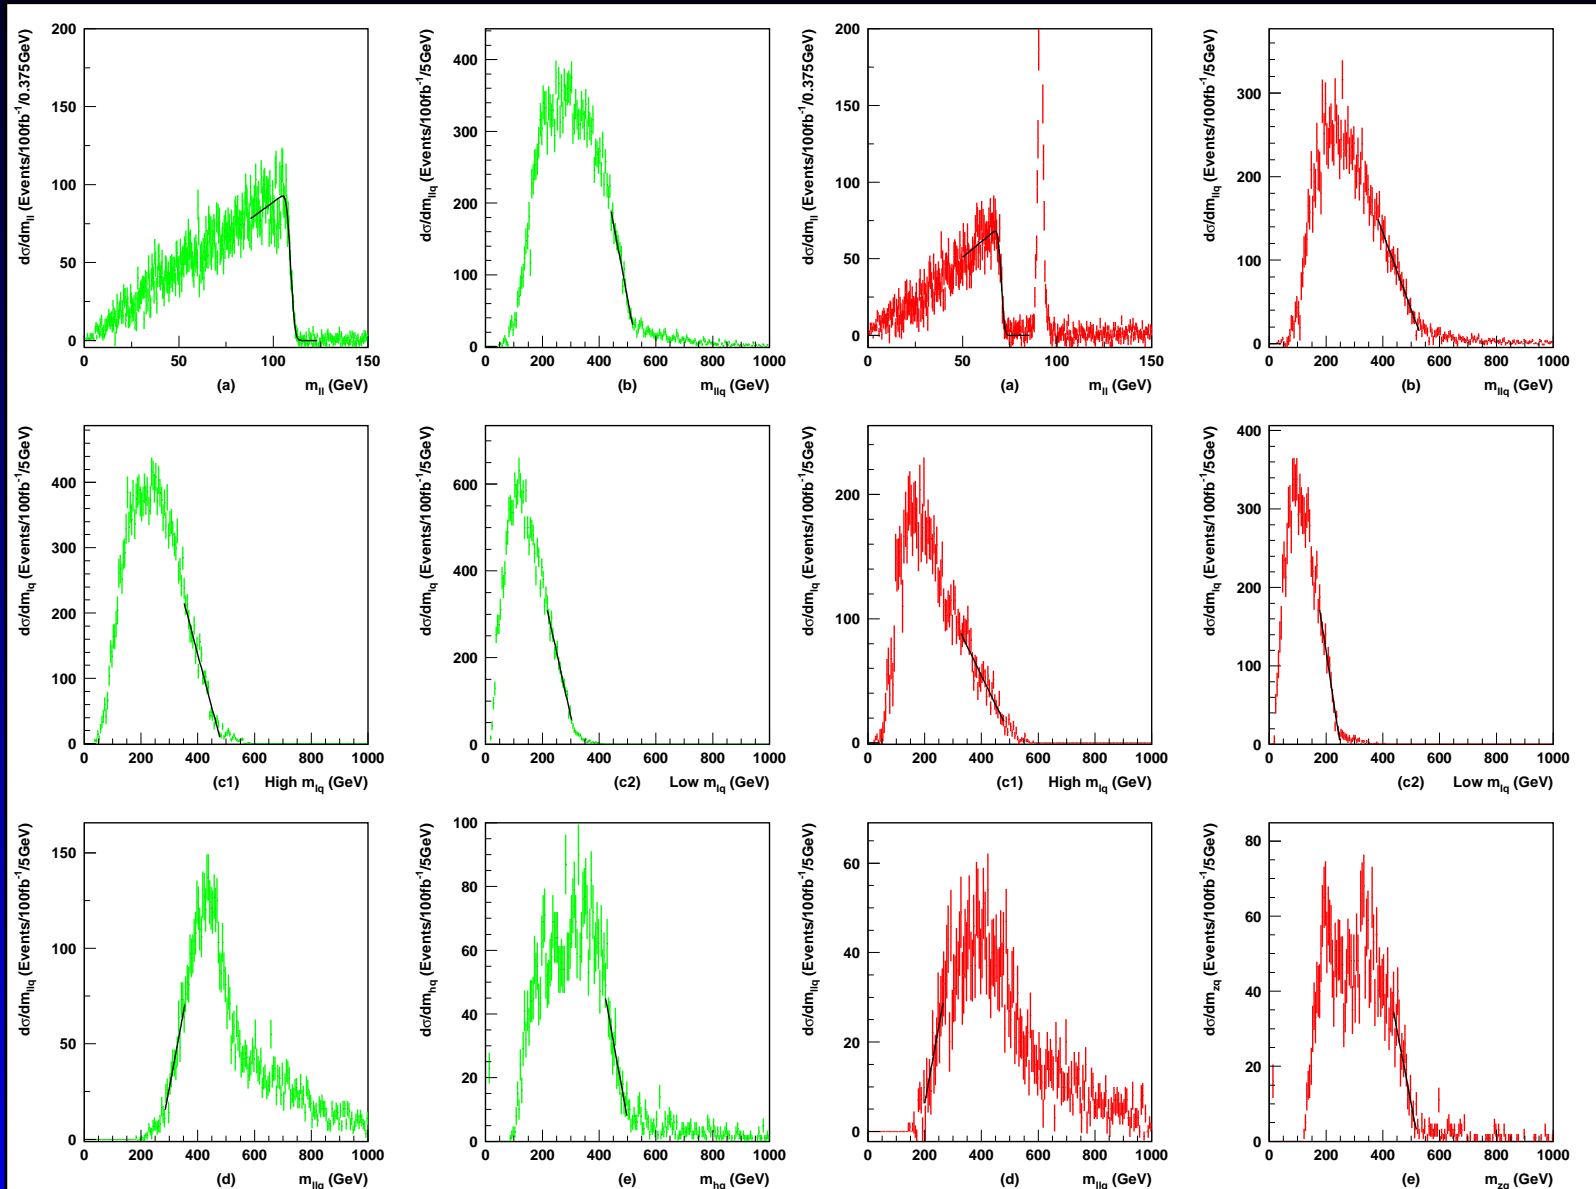 dσ/dm_ll (Events/100fb⁻¹/0.375GeV)
200
150
100
50
0
0 50 100 150
(a) m_ll (GeV)
dσ/dm_llq (Events/100fb⁻¹/5GeV)
400
300
200
100
0
0 200 400 600 800 1000
(b) m_llq (GeV)
dσ/dm_ll (Events/100fb⁻¹/0.375GeV)
200
150
100
50
0
0 50 100 150
(a) m_ll (GeV)
dσ/dm_llq (Events/100fb⁻¹/5GeV)
300
200
100
0
0 200 400 600 800 1000
(b) m_llq (GeV)
dσ/dm_lq (Events/100fb⁻¹/5GeV)
400
300
200
100
0
0 200 400 600 800 1000
(c1) High m_lq (GeV)
dσ/dm_lq (Events/100fb⁻¹/5GeV)
600
400
200
0
0 200 400 600 800 1000
(c2) Low m_lq (GeV)
dσ/dm_lq (Events/100fb⁻¹/5GeV)
200
100
0
0 200 400 600 800 1000
(c1) High m_lq (GeV)
dσ/dm_lq (Events/100fb⁻¹/5GeV)
400
300
200
100
0
0 200 400 600 800 1000
(c2) Low m_lq (GeV)
dσ/dm_llq (Events/100fb⁻¹/5GeV)
150
100
50
0
0 200 400 600 800 1000
(d) m_llq (GeV)
dσ/dm_hq (Events/100fb⁻¹/5GeV)
100
80
60
40
20
0
0 200 400 600 800 1000
(e) m_hq (GeV)
dσ/dm_llq (Events/100fb⁻¹/5GeV)
60
40
20
0
0 200 400 600 800 1000
(d) m_llq (GeV)
dσ/dm_zq (Events/100fb⁻¹/5GeV)
80
60
40
20
0
0 200 400 600 800 1000
(e) m_zq (GeV)